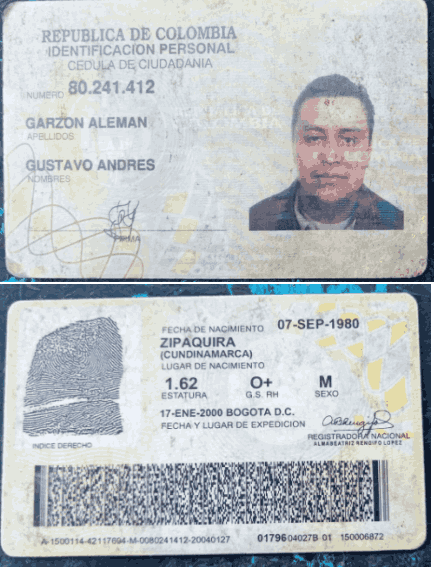 REPUBLICA DE COLOMBIA
IDENTIFICACION PERSONAL
CEDULA DE CIUDADANIA
NUMERO 80.241.412
GARZON ALEMAN
APELLIDOS
GUSTAVO ANDRES
NOMBRES
FIRMA
FECHA DE NACIMIENTO 07-SEP-1980
ZIPAQUIRA
(CUNDINAMARCA)
LUGAR DE NACIMIENTO
1.62 O+ M
ESTATURA G.S. RH SEXO
17-ENE-2000 BOGOTA D.C.
FECHA Y LUGAR DE EXPEDICION
INDICE DERECHO
REGISTRADORA NACIONAL
ALMABEATRIZ RENGIFO LOPEZ
A-1500114-42117694-M-0080241412-20040127 0179604027B 01 150006872